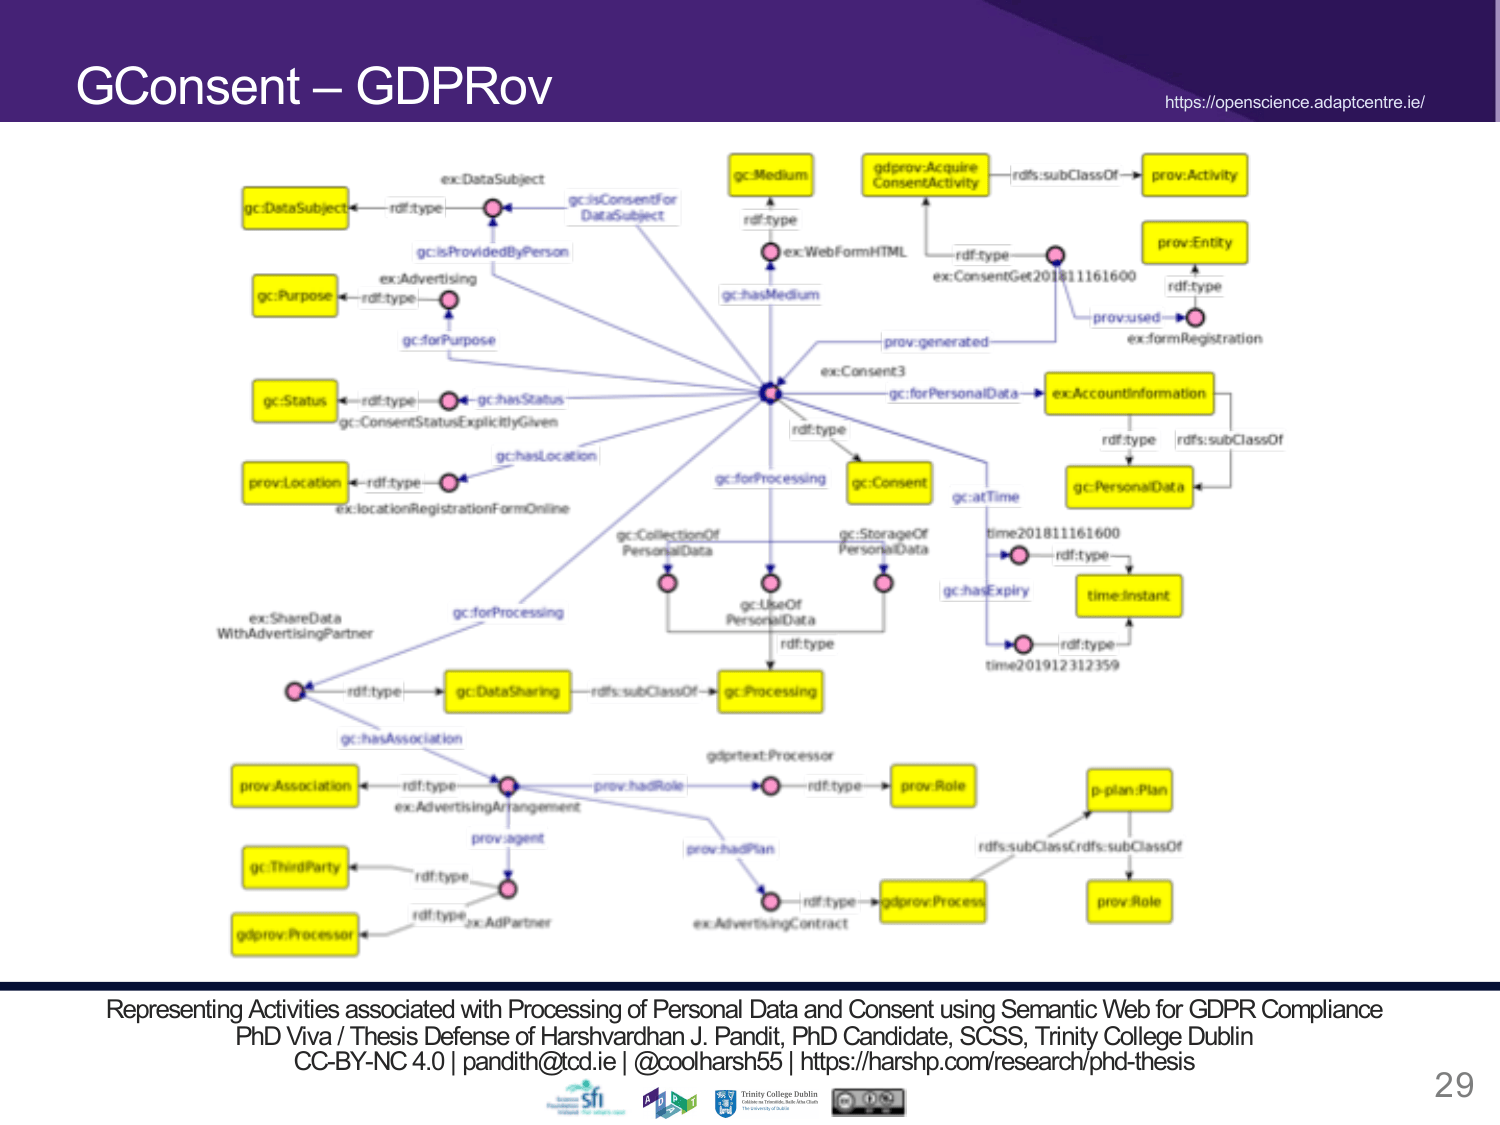 GConsent – GDPRov
https://openscience.adaptcentre.ie/
ex:DataSubject
gc:DataSubject
rdf:type
gc:isConsentFor
DataSubject
gc:isProvidedByPerson
gc:Medium
rdf:type
ex:WebFormHTML
gc:hasMedium
gdprov:Acquire
ConsentActivity
rdfs:subClassOf
prov:Activity
prov:Entity
rdf:type
rdf:type
ex:ConsentGet201811161600
prov:used
ex:formRegistration
prov:generated
ex:Advertising
gc:Purpose
rdf:type
gc:forPurpose
ex:Consent3
gc:forPersonalData
ex:AccountInformation
gc:Status
rdf:type
gc:hasStatus
gc:ConsentStatusExplicitlyGiven
rdf:type
rdf:type
rdfs:subClassOf
gc:hasLocation
prov:Location
rdf:type
ex:locationRegistrationFormOnline
gc:forProcessing
gc:Consent
gc:PersonalData
gc:atTime
gc:CollectionOf
PersonalData
gc:StorageOf
PersonalData
time201811161600
rdf:type
gc:hasExpiry
time:Instant
gc:UseOf
PersonalData
gc:forProcessing
ex:ShareData
WithAdvertisingPartner
rdf:type
rdf:type
time201912312359
rdf:type
gc:DataSharing
rdfs:subClassOf
gc:Processing
gc:hasAssociation
gdprtext:Processor
prov:Association
rdf:type
prov:hadRole
rdf:type
prov:Role
p-plan:Plan
ex:AdvertisingArrangement
prov:agent
prov:hadPlan
rdfs:subClassOf
rdfs:subClassOf
gc:ThirdParty
rdf:type
rdf:type
ex:AdPartner
gdprov:Processor
rdf:type
gdprov:Process
prov:Role
ex:AdvertisingContract
Representing Activities associated with Processing of Personal Data and Consent using Semantic Web for GDPR Compliance
PhD Viva / Thesis Defense of Harshvardhan J. Pandit, PhD Candidate, SCSS, Trinity College Dublin
CC-BY-NC 4.0 | pandith@tcd.ie | @coolharsh55 | https://harshp.com/research/phd-thesis
sfi
ADAPT
Trinity College Dublin
29